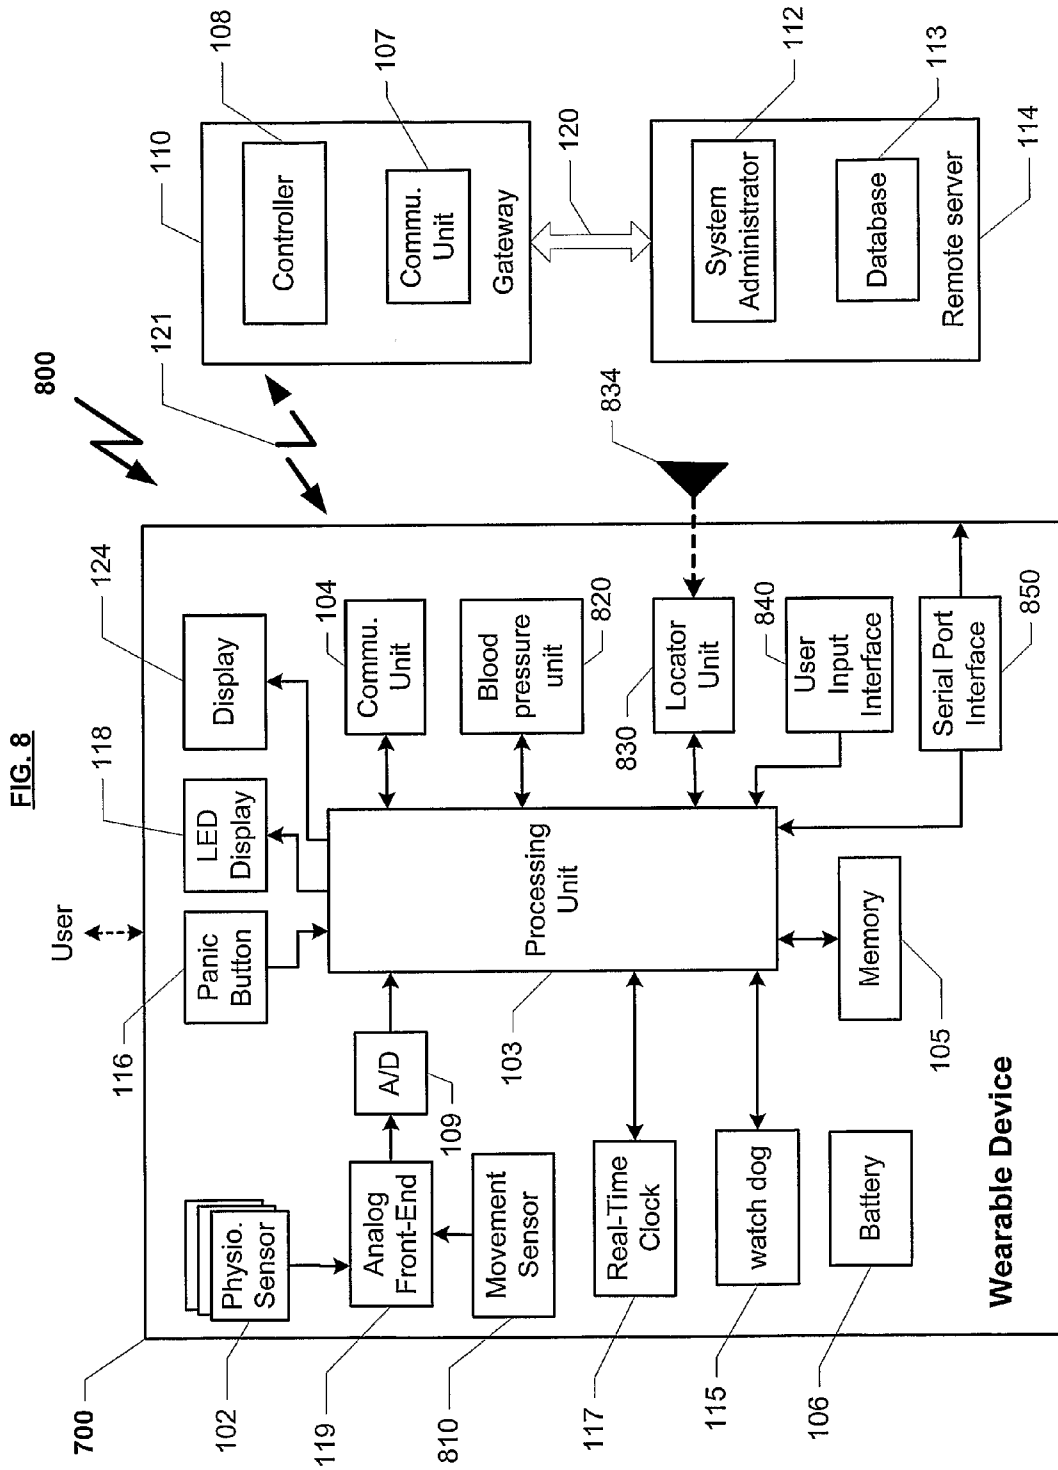 FIG. 8
800
700
User
Physio.
Sensor
102
Analog
Front-End
119
Movement
Sensor
810
A/D
109
Real-Time
Clock
117
watch dog
115
Battery
106
Wearable Device
Panic
Button
116
LED
Display
118
Display
124
Processing
Unit
103
Memory
105
Commu.
Unit
104
Blood
pressure
unit
820
Locator
Unit
830
834
User
Input
Interface
840
Serial Port
Interface
850
121
110
Controller
108
Commu.
Unit
107
Gateway
120
System
Administrator
112
Database
113
Remote server
114